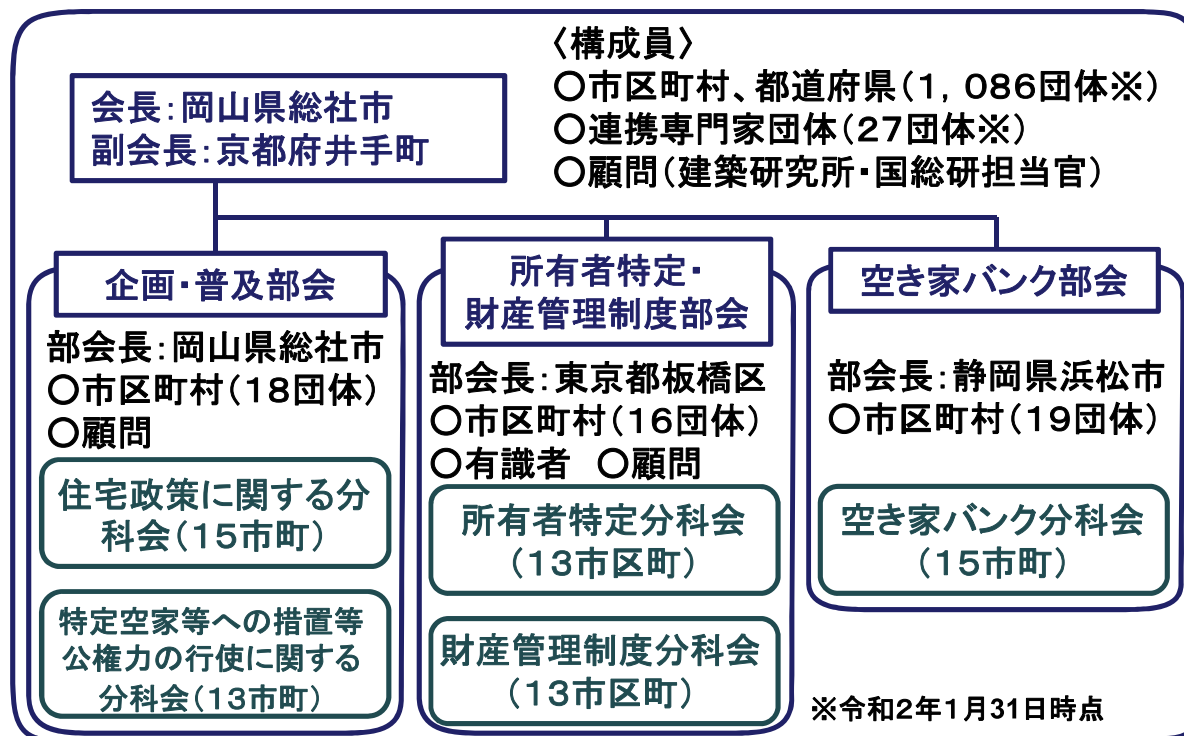 〈構成員〉
○市区町村、都道府県(1,086団体※)
○連携専門家団体(27団体※)
○顧問(建築研究所・国総研担当官)
会長:岡山県総社市
副会長:京都府井手町
企画・普及部会
部会長:岡山県総社市
○市区町村(18団体)
○顧問
住宅政策に関する分
科会(15市町)
特定空家等への措置等
公権力の行使に関する
分科会(13市町)
所有者特定・
財産管理制度部会
部会長:東京都板橋区
○市区町村(16団体)
○有識者 ○顧問
所有者特定分科会
(13市区町)
財産管理制度分科会
(13市区町)
空き家バンク部会
部会長:静岡県浜松市
○市区町村(19団体)
空き家バンク分科会
(15市町)
※令和2年1月31日時点